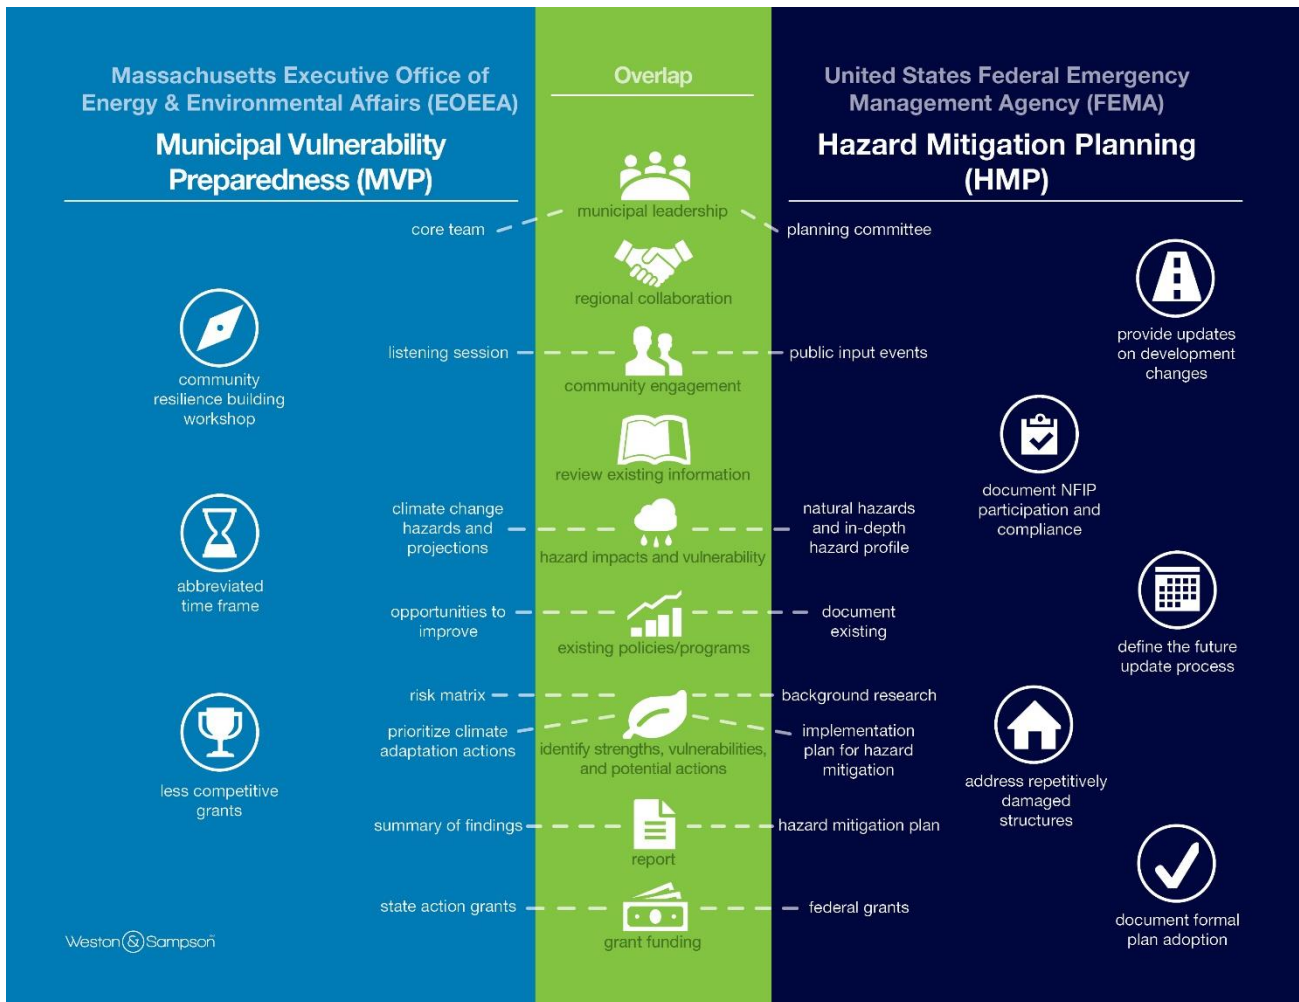 Massachusetts Executive Office of
Energy & Environmental Affairs (EOEEA)
Municipal Vulnerability
Preparedness (MVP)
core team
community
resilience building
workshop
listening session
climate change
hazards and
projections
abbreviated
time frame
opportunities to
improve
risk matrix
prioritize climate
adaptation actions
less competitive
grants
summary of findings
state action grants
Weston&Sampson
Overlap
municipal leadership
regional collaboration
community engagement
review existing information
hazard impacts and vulnerability
existing policies/programs
identify strengths, vulnerabilities,
and potential actions
report
grant funding
United States Federal Emergency
Management Agency (FEMA)
Hazard Mitigation Planning
(HMP)
planning committee
provide updates
on development
changes
public input events
document NFIP
participation and
compliance
natural hazards
and in-depth
hazard profile
document
existing
define the future
update process
background research
implementation
plan for hazard
mitigation
address repetitively
damaged
structures
hazard mitigation plan
federal grants
document formal
plan adoption